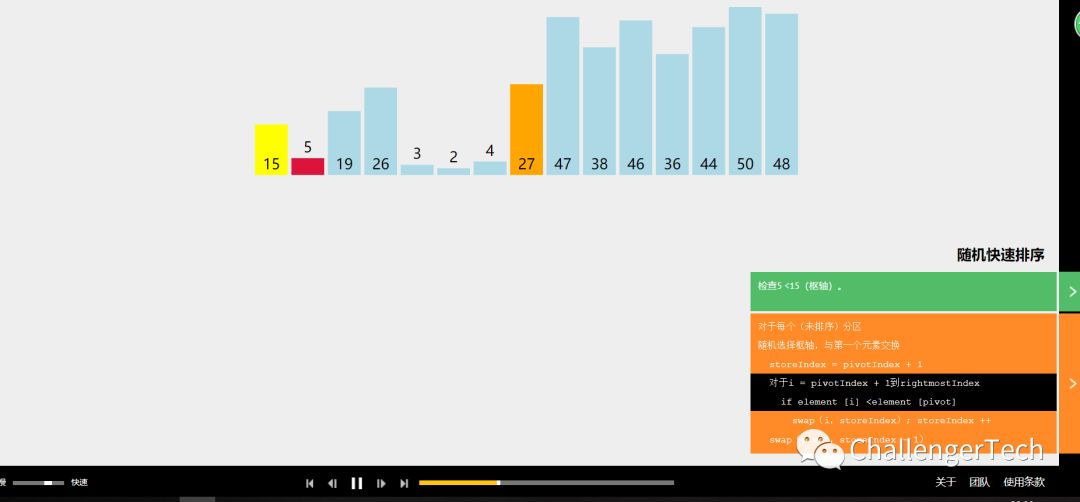 5 3 2 4
15 19 26 27 47 38 46 36 44 50 48
随机快速排序
检查5 <15（枢轴）。
对于每个（未排序）分区
随机选择枢轴，与第一个元素交换
storeIndex = pivotIndex + 1
对于i = pivotIndex + 1到rightmostIndex
if element [i] <element [pivot]
swap（i，storeIndex）; storeIndex ++
swap
ChallengerTech
慢 快速
关于 团队 使用条款